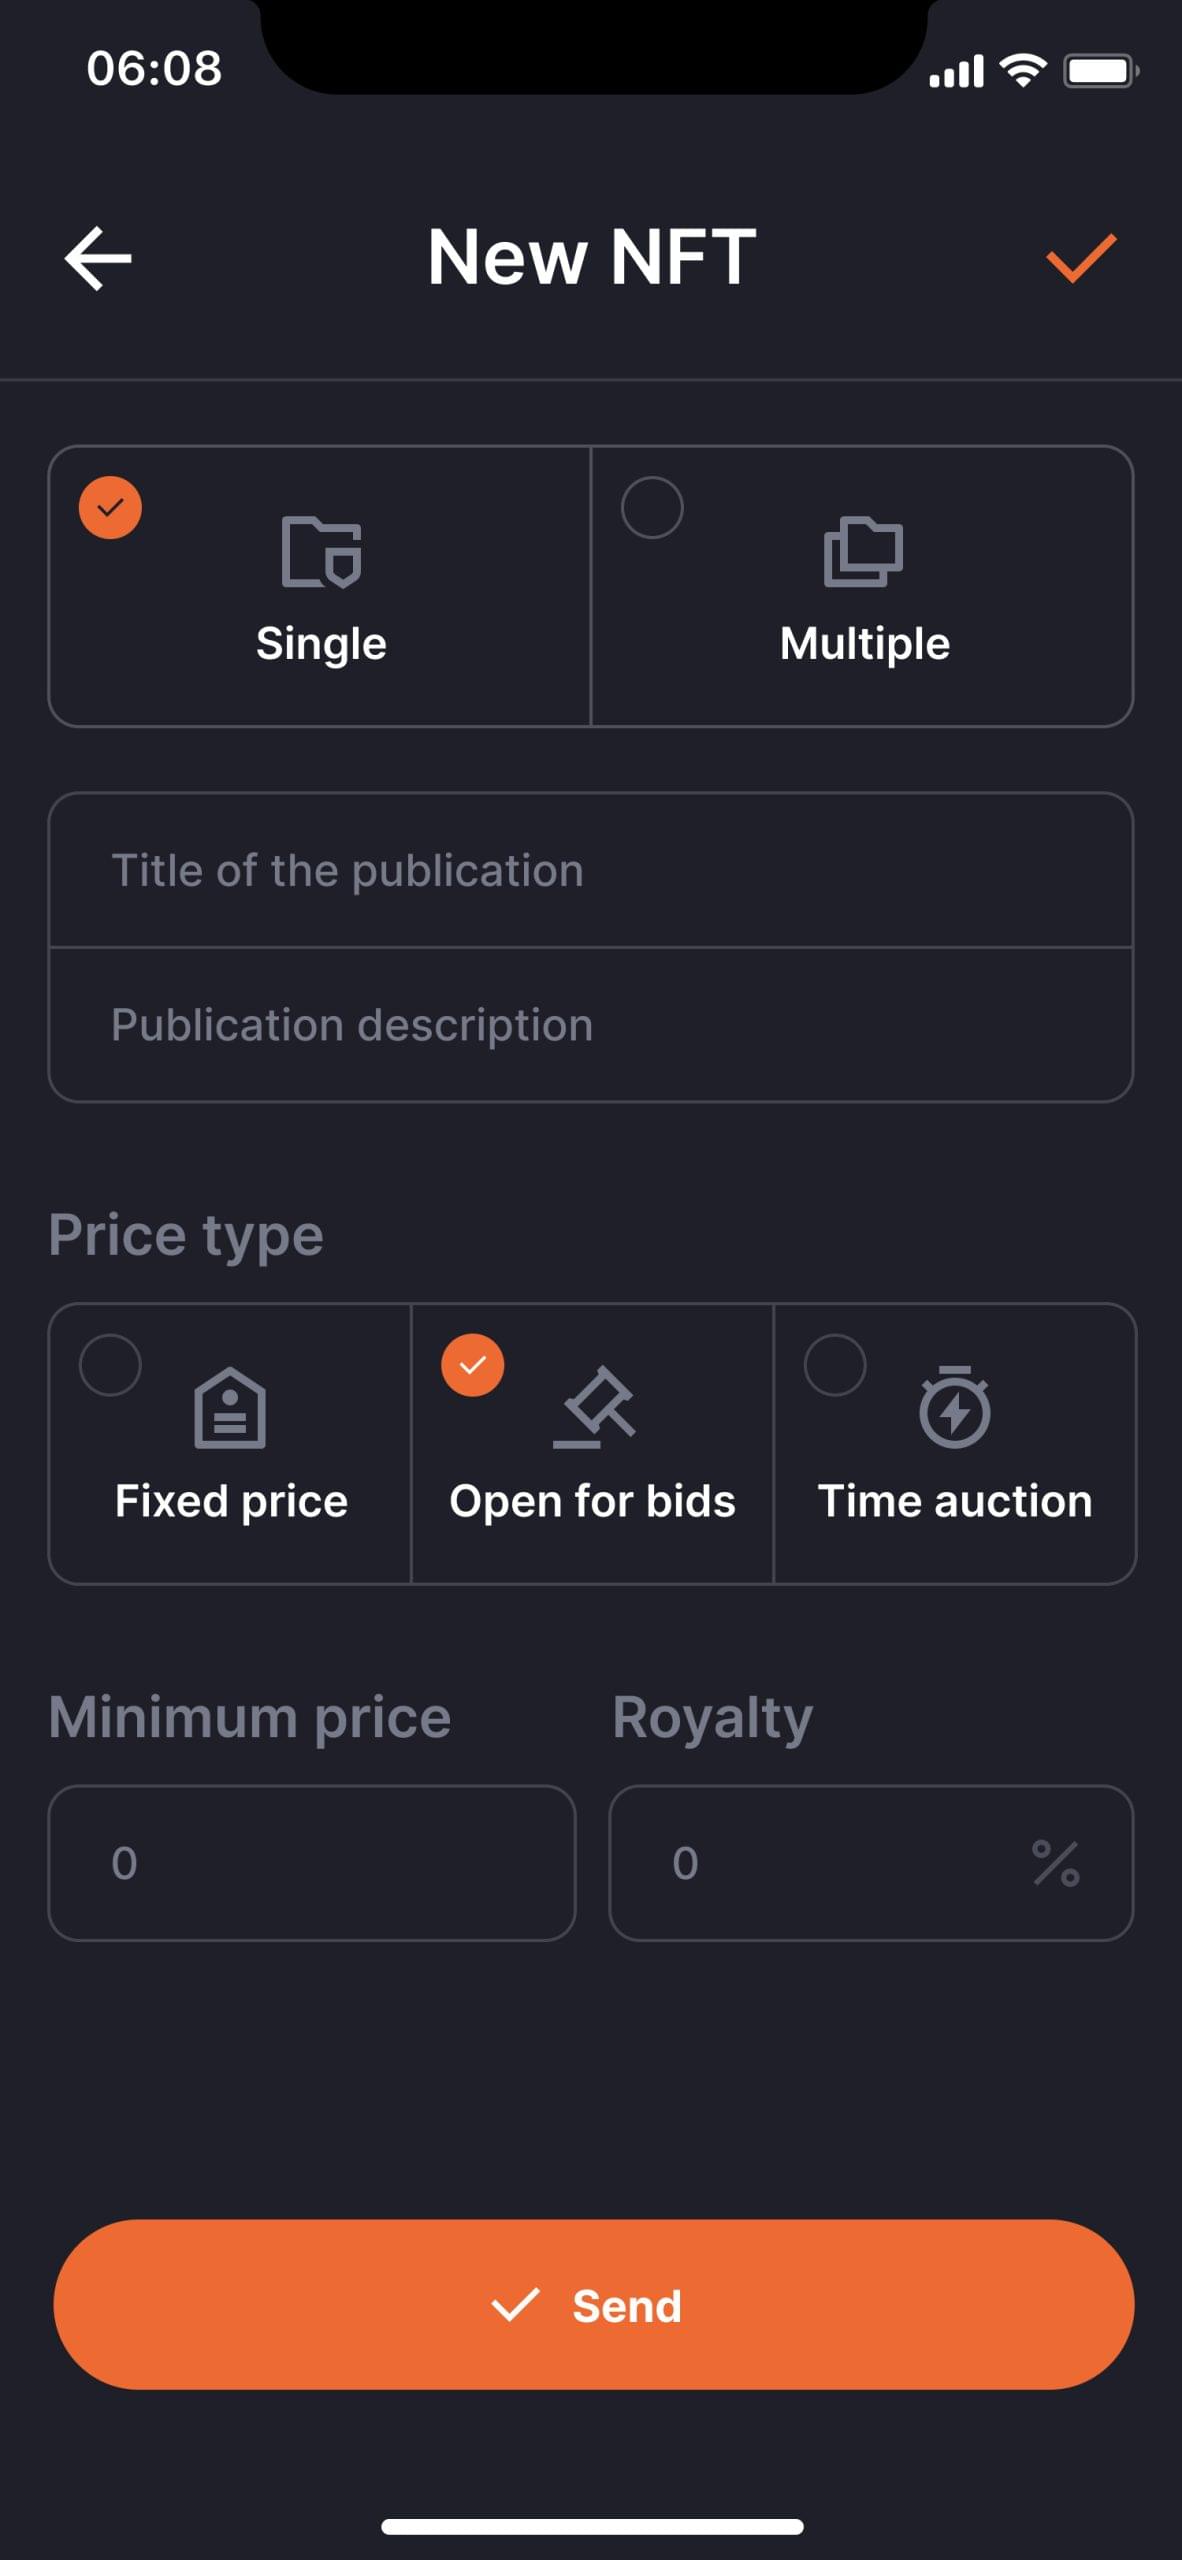 06:08
New NFT
Single
Multiple
Title of the publication
Publication description
Price type
Fixed price
Open for bids
Time auction
Minimum price
Royalty
0
0 %
Send